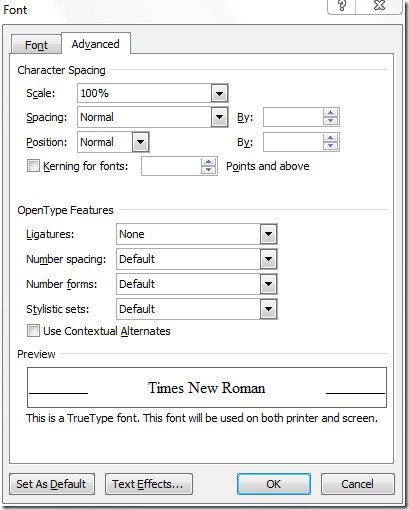 Font
Font Advanced
Character Spacing
Scale: 100%
Spacing: Normal By:
Position: Normal By:
Kerning for fonts: Points and above
OpenType Features
Ligatures: None
Number spacing: Default
Number forms: Default
Stylistic sets: Default
Use Contextual Alternates
Preview
Times New Roman
This is a TrueType font. This font will be used on both printer and screen.
Set As Default Text Effects... OK Cancel